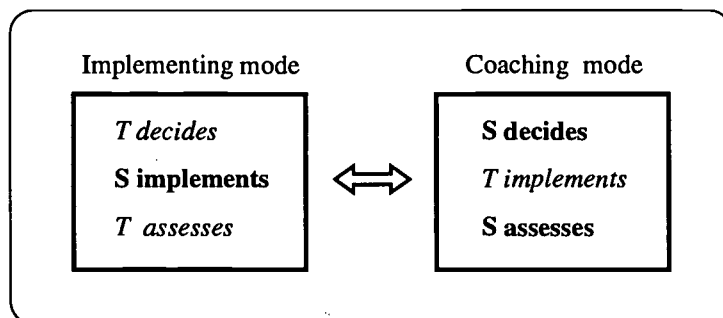 Implementing mode
T decides
S implements
T assesses
Coaching mode
S decides
T implements
S assesses